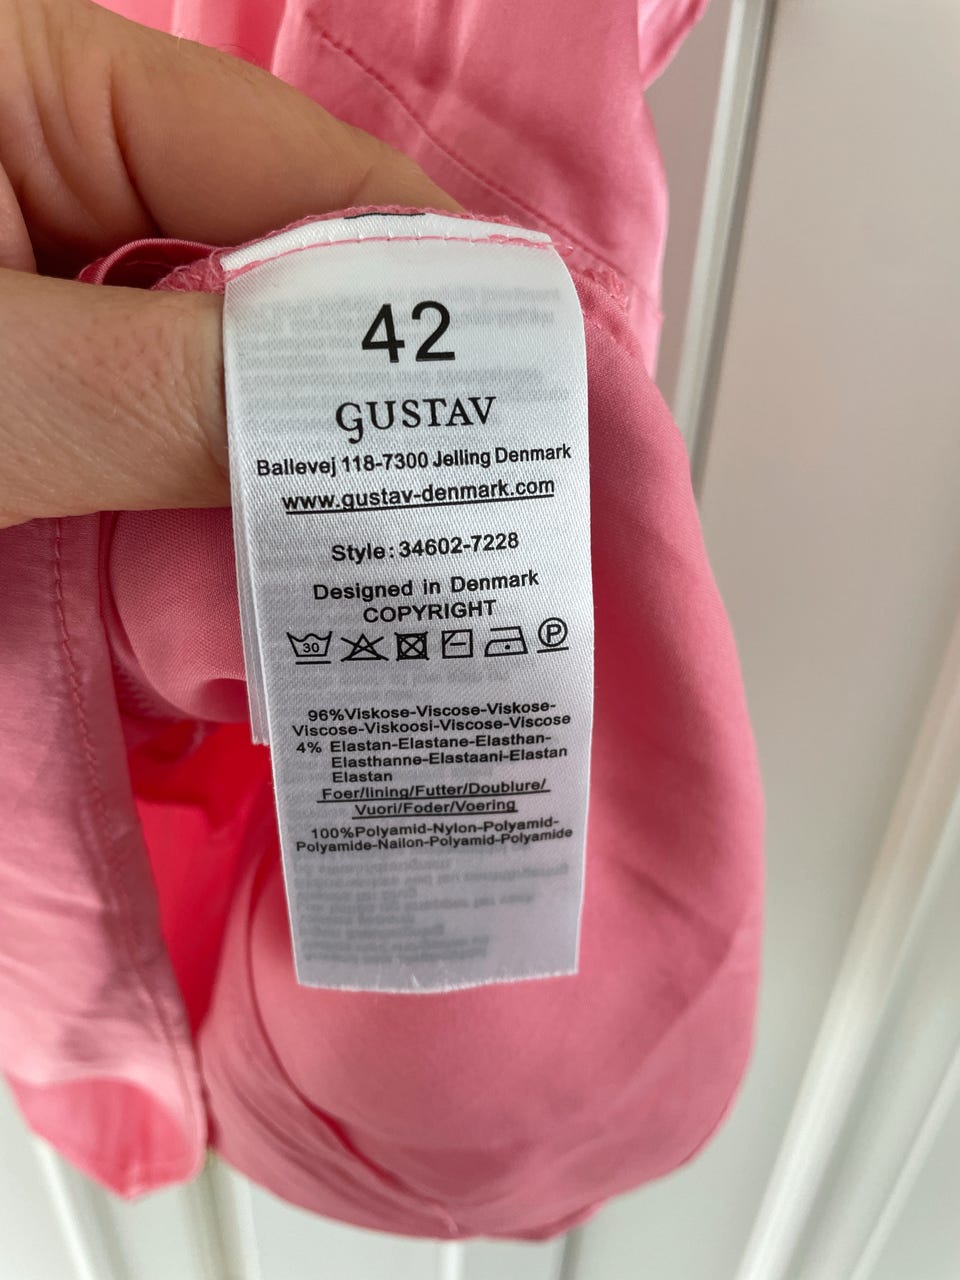 42
GUSTAV
Ballevej 118-7300 Jelling Denmark
www.gustav-denmark.com
Style: 34602-7228
Designed in Denmark
COPYRIGHT
30 P
96%Viskose-Viscose-Viskose-
Viscose-Viskoosi-Viscose-Viscose
4% Elastan-Elastane-Elasthan-
Elasthanne-Elastaani-Elastan
Elastan
Foer/lining/Futter/Doublure/
Vuori/Foder/Voering
100%Polyamid-Nylon-Polyamid-
Polyamide-Nailon-Polyamid-Polyamide